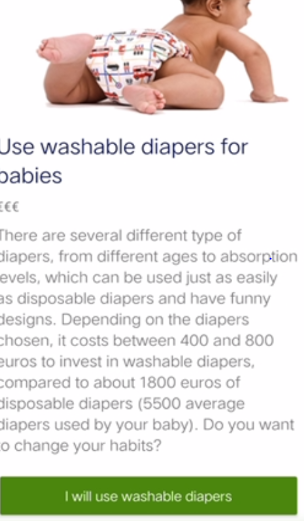 Use washable diapers for
babies
€€€
There are several different type of
diapers, from different ages to absorption
levels, which can be used just as easily
as disposable diapers and have funny
designs. Depending on the diapers
chosen, it costs between 400 and 800
euros to invest in washable diapers,
compared to about 1800 euros of
disposable diapers (5500 average
diapers used by your baby). Do you want
to change your habits?
I will use washable diapers